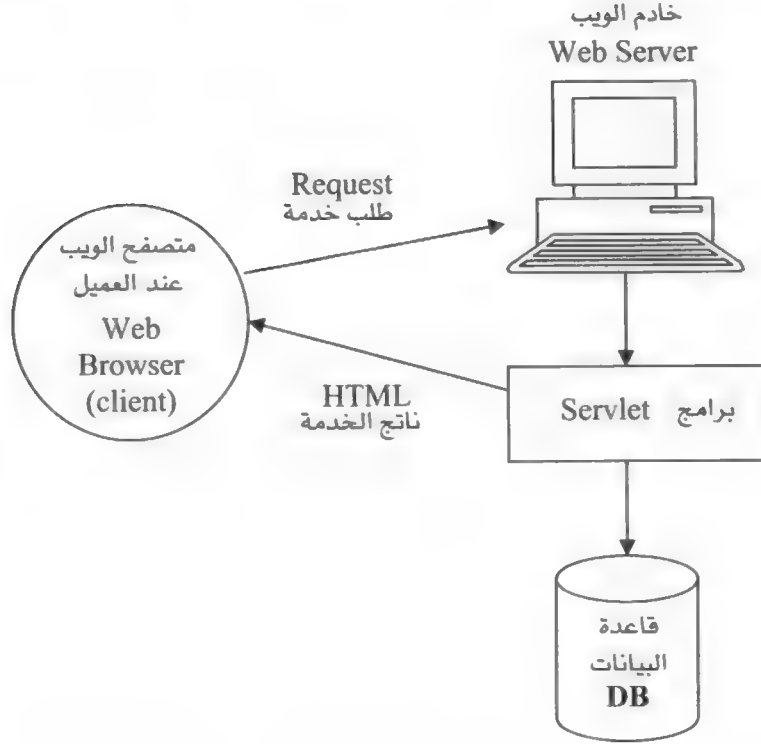 خادم الويب
Web Server
Request
طلب خدمة
متصفح الويب
عند العميل
Web
Browser
(client)
HTML
ناتج الخدمة
برامج Servlet
قاعدة
البيانات
DB